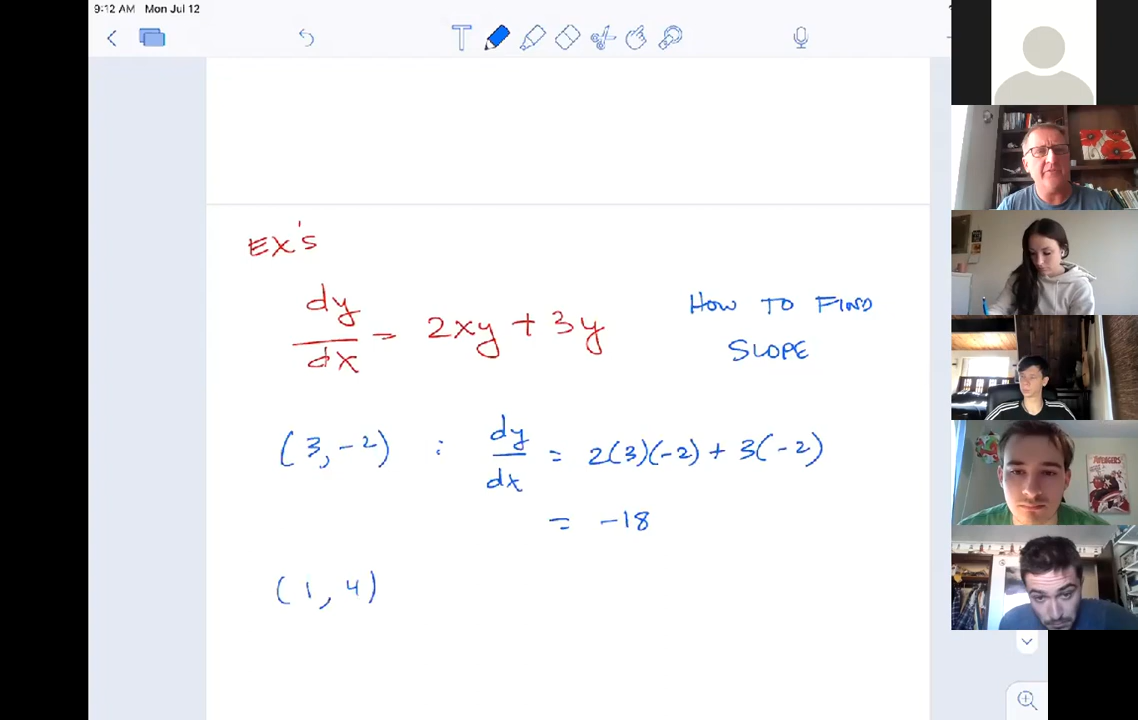 9:12 AM Mon Jul 12
EX's
dy/dx = 2xy + 3y
HOW TO FIND
SLOPE
(3, -2) : dy/dx = 2(3)(-2) + 3(-2)
= -18
(1, 4)
AVENGERS